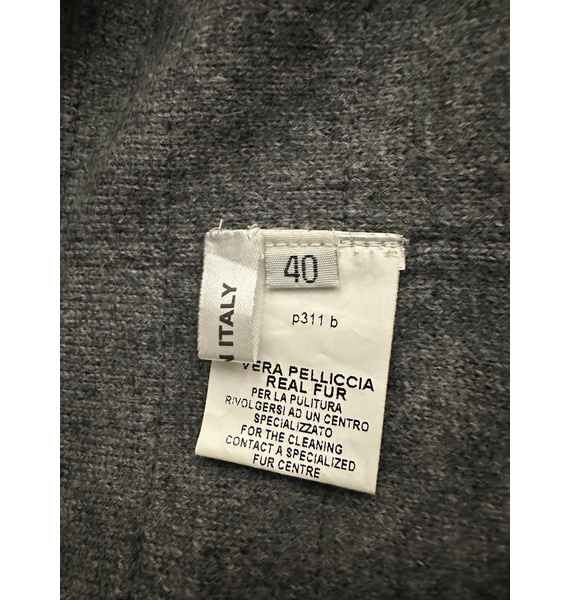 40
N ITALY
p311 b
VERA PELLICCIA
REAL FUR
PER LA PULITURA
RIVOLGERSI AD UN CENTRO
SPECIALIZZATO
FOR THE CLEANING
CONTACT A SPECIALIZED
FUR CENTRE